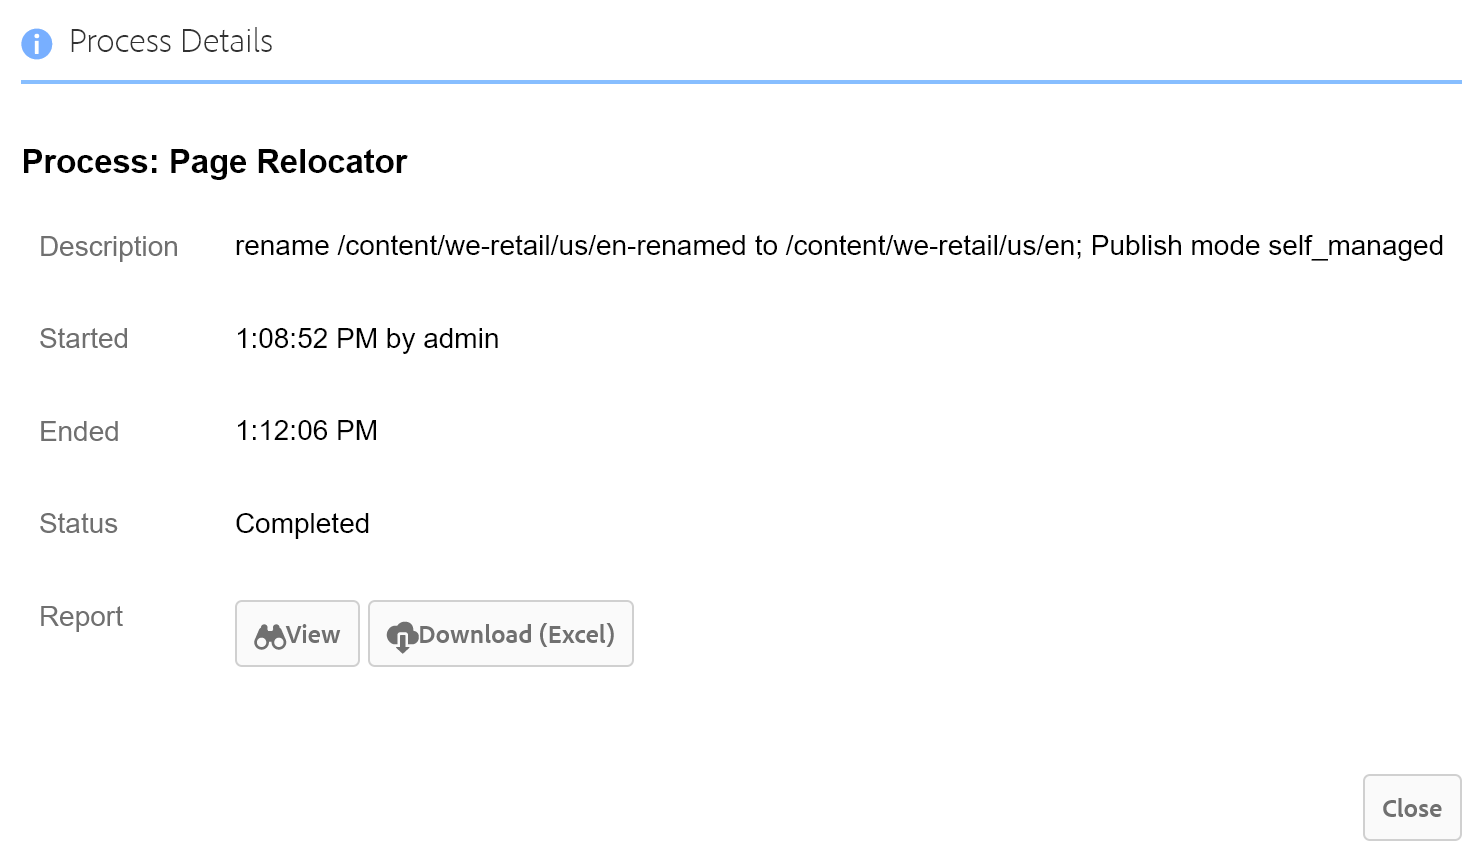 Process Details
Process: Page Relocator
Description rename /content/we-retail/us/en-renamed to /content/we-retail/us/en; Publish mode self_managed
Started 1:08:52 PM by admin
Ended 1:12:06 PM
Status Completed
Report View Download (Excel)
Close